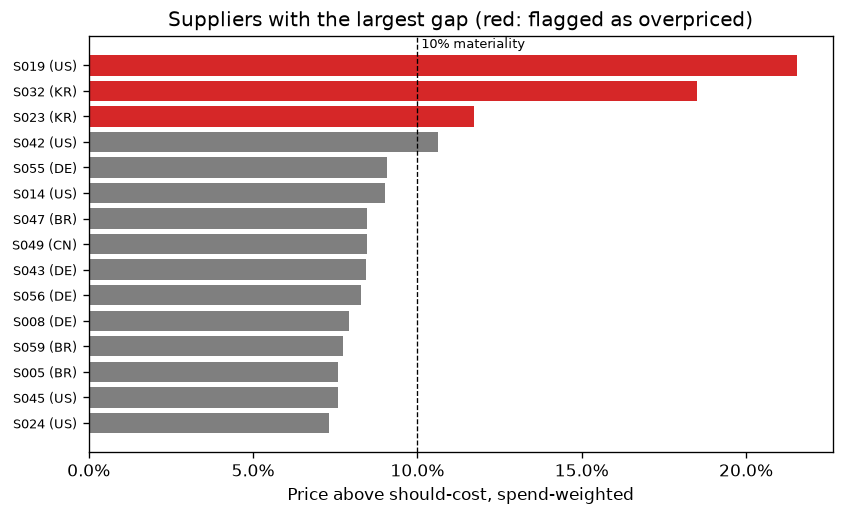 Suppliers with the largest gap (red: flagged as overpriced)
10% materiality
S019 (US)
S032 (KR)
S023 (KR)
S042 (US)
S055 (DE)
S014 (US)
S047 (BR)
S049 (CN)
S043 (DE)
S056 (DE)
S008 (DE)
S059 (BR)
S005 (BR)
S045 (US)
S024 (US)
0.0% 5.0% 10.0% 15.0% 20.0%
Price above should-cost, spend-weighted